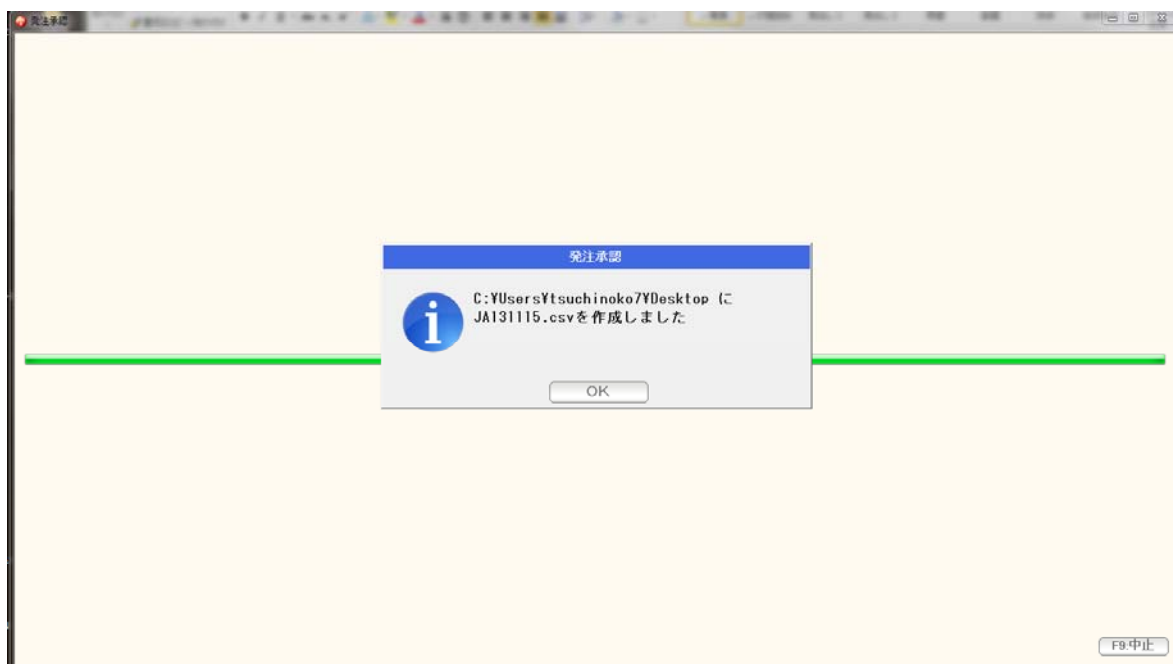 発注承認
発注承認
C:¥Users¥tsuchinoko7¥Desktop に
JA131115.csvを作成しました
OK
F9:中止